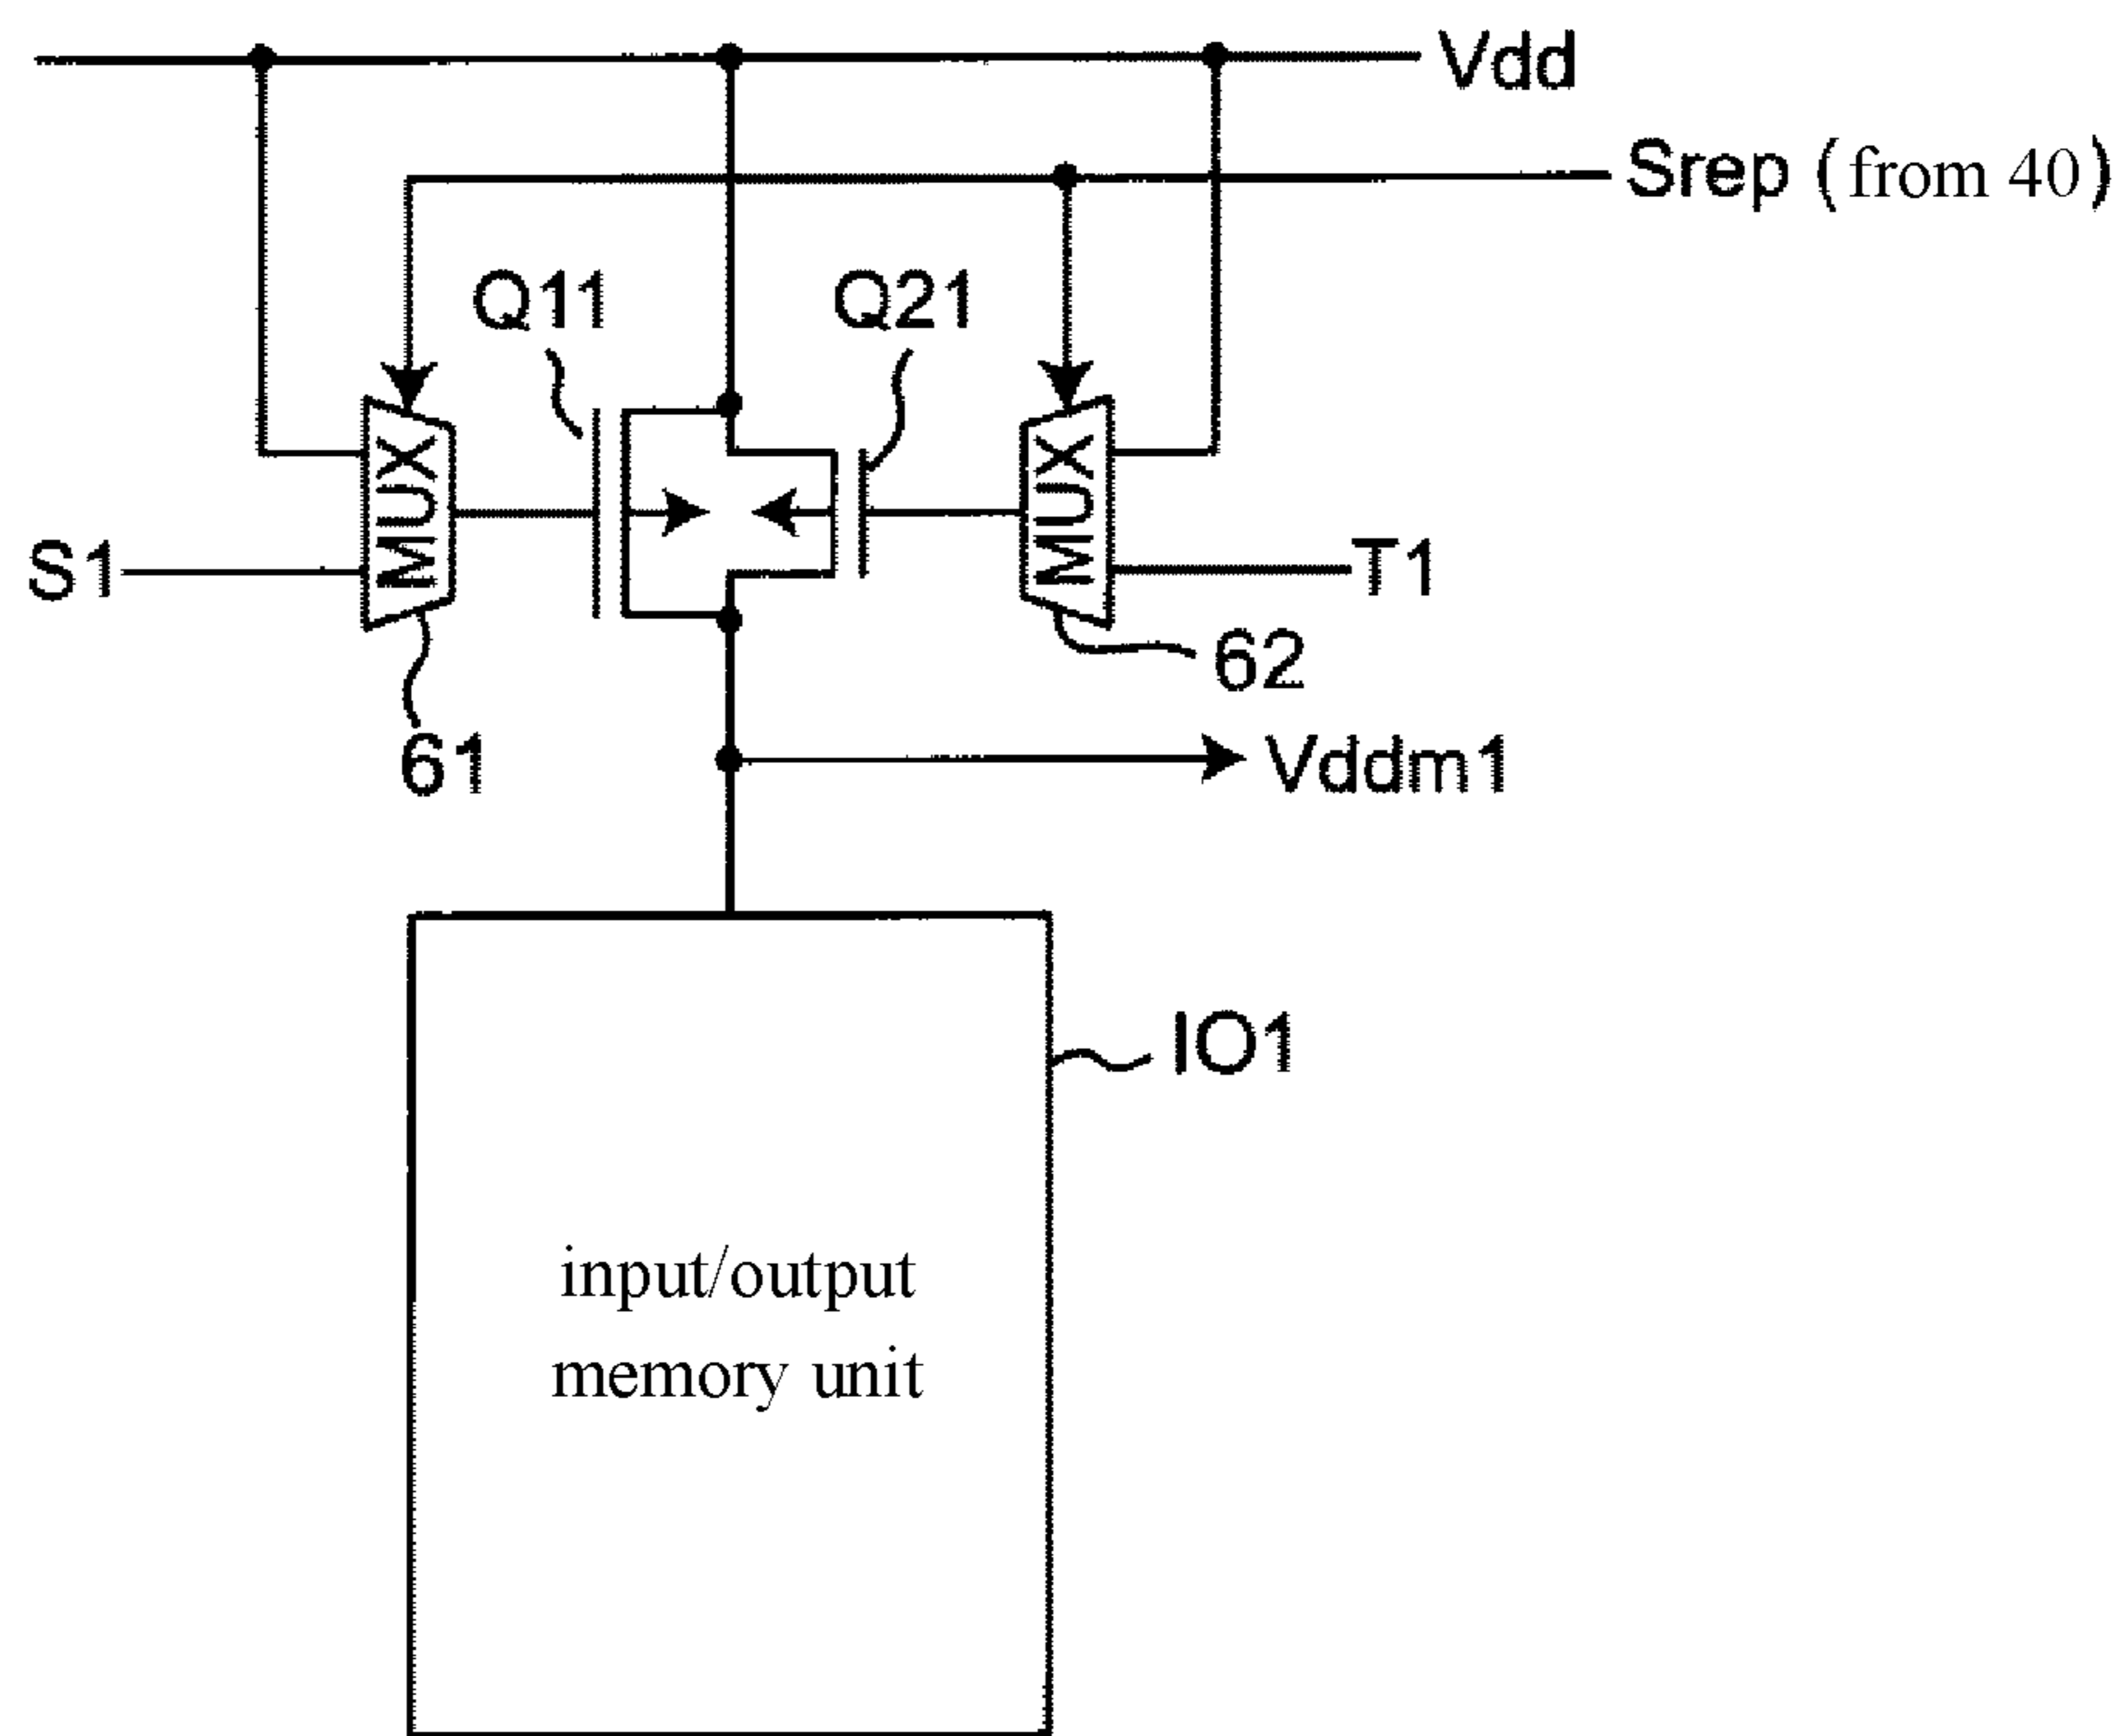 Vdd
Srep (from 40)
Q11
Q21
MUX
MUX
S1
T1
62
61
Vddm1
IO1
input/output
memory unit